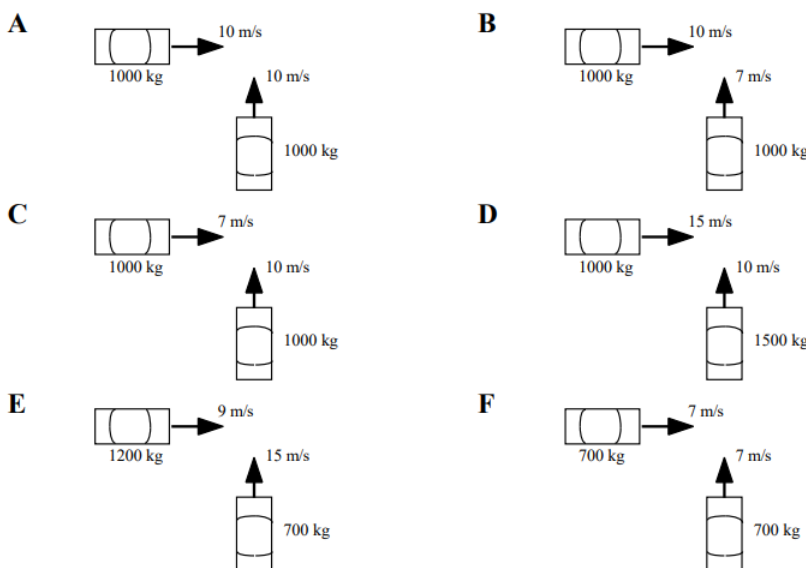 A
10 m/s
1000 kg
10 m/s
1000 kg
B
10 m/s
1000 kg
7 m/s
1000 kg
C
7 m/s
1000 kg
10 m/s
1000 kg
D
15 m/s
1000 kg
10 m/s
1500 kg
E
9 m/s
1200 kg
15 m/s
700 kg
F
7 m/s
700 kg
7 m/s
700 kg